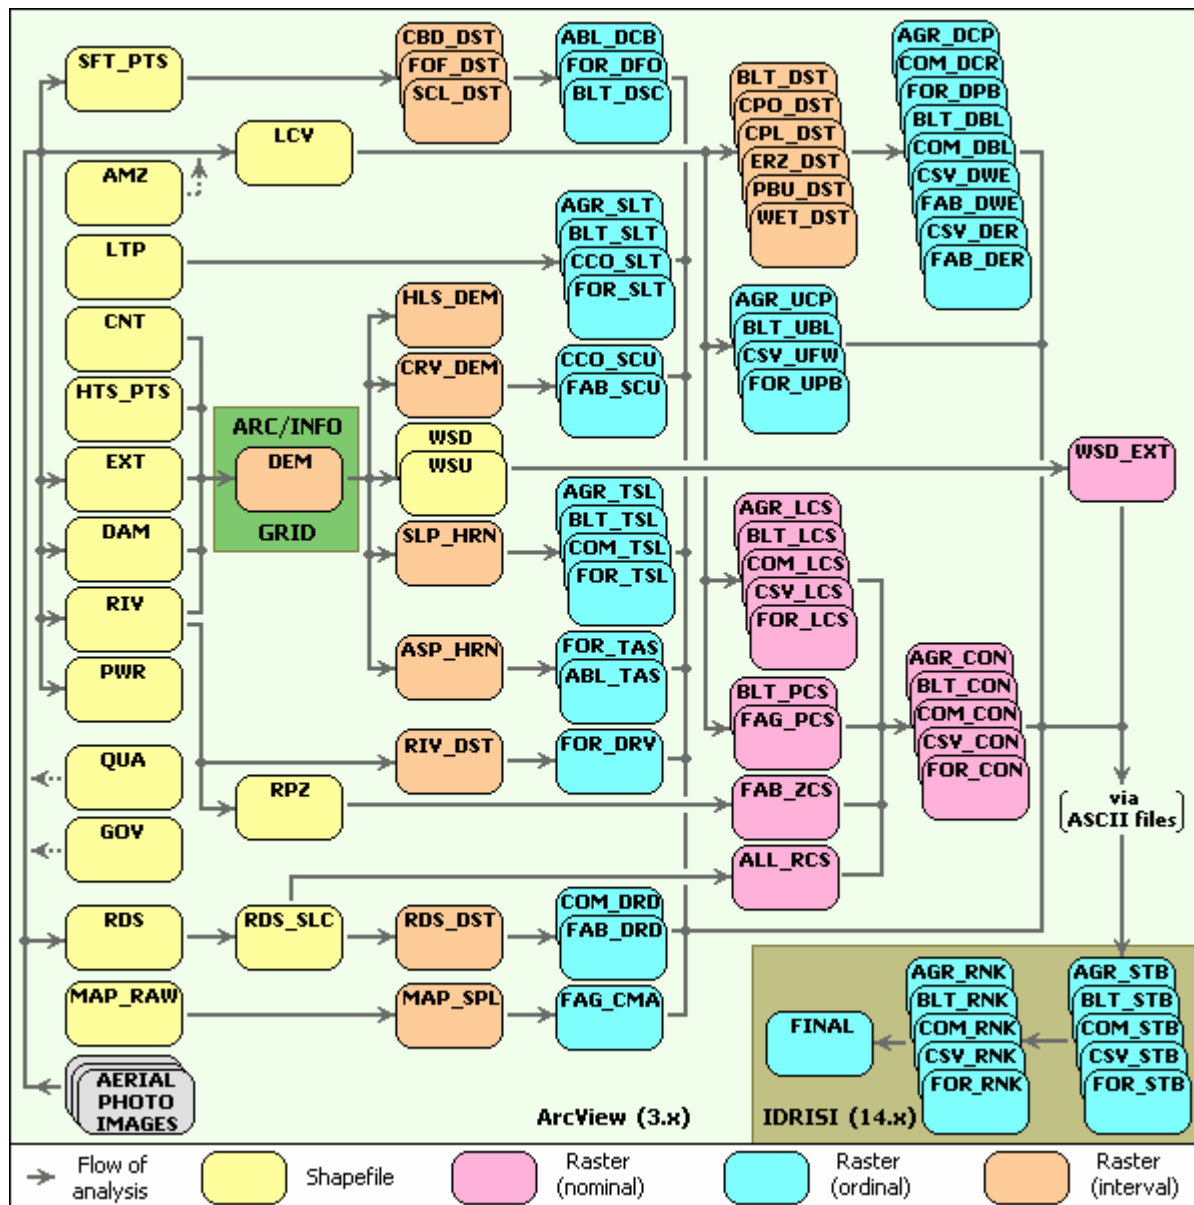 SFT_PTS
CBD_DST
FOF_DST
SCL_DST
ABL_DCB
FOR_DFO
BLT_DSC
BLT_DST
CPO_DST
CPL_DST
ERZ_DST
PBU_DST
WET_DST
AGR_DCP
COM_DCR
FOR_DPB
BLT_DBL
COM_DBL
CSV_DWE
FAB_DWE
CSV_DER
FAB_DER
LCV
AMZ
LTP
AGR_SLT
BLT_SLT
CCO_SLT
FOR_SLT
CNT
HLS_DEM
AGR_UCP
BLT_UBL
CSV_UFW
FOR_UPB
HTS_PTS
CRV_DEM
CCO_SCU
FAB_SCU
ARC/INFO
DEM
GRID
EXT
WSD
WSU
WSD_EXT
DAM
SLP_HRN
AGR_TSL
BLT_TSL
COM_TSL
FOR_TSL
AGR_LCS
BLT_LCS
COM_LCS
CSV_LCS
FOR_LCS
RIV
PWR
ASP_HRN
FOR_TAS
ABL_TAS
BLT_PCS
FAG_PCS
AGR_CON
BLT_CON
COM_CON
CSV_CON
FOR_CON
QUA
RIV_DST
FOR_DRV
RPZ
FAB_ZCS
via
ASCII files
GOV
ALL_RCS
RDS
RDS_SLC
RDS_DST
COM_DRD
FAB_DRD
MAP_RAW
MAP_SPL
FAG_CMA
FINAL
AGR_RNK
BLT_RNK
COM_RNK
CSV_RNK
FOR_RNK
AGR_STB
BLT_STB
COM_STB
CSV_STB
FOR_STB
AERIAL
PHOTO
IMAGES
ArcView (3.x)
IDRISI (14.x)
Flow of
analysis
Shapefile
Raster
(nominal)
Raster
(ordinal)
Raster
(interval)